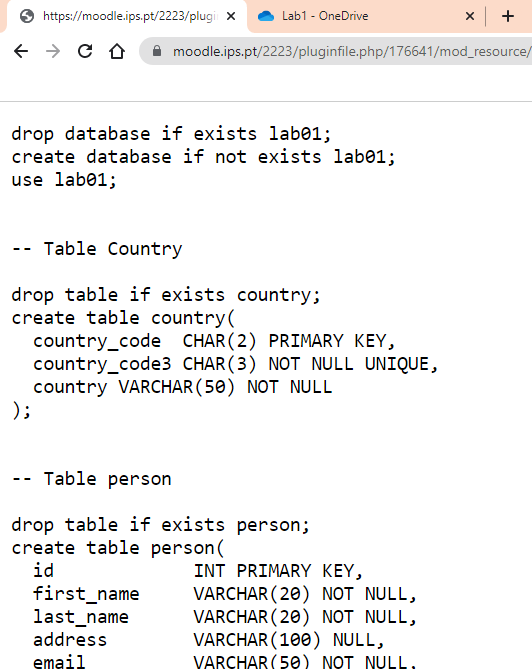 https://moodle.ips.pt/2223/plugi
Lab1 - OneDrive
moodle.ips.pt/2223/pluginfile.php/176641/mod_resource/
drop database if exists lab01;
create database if not exists lab01;
use lab01;
-- Table Country
drop table if exists country;
create table country(
country_code CHAR(2) PRIMARY KEY,
country_code3 CHAR(3) NOT NULL UNIQUE,
country VARCHAR(50) NOT NULL
);
-- Table person
drop table if exists person;
create table person(
id INT PRIMARY KEY,
first_name VARCHAR(20) NOT NULL,
last_name VARCHAR(20) NOT NULL,
address VARCHAR(100) NULL,
email VARCHAR(50) NOT NULL,